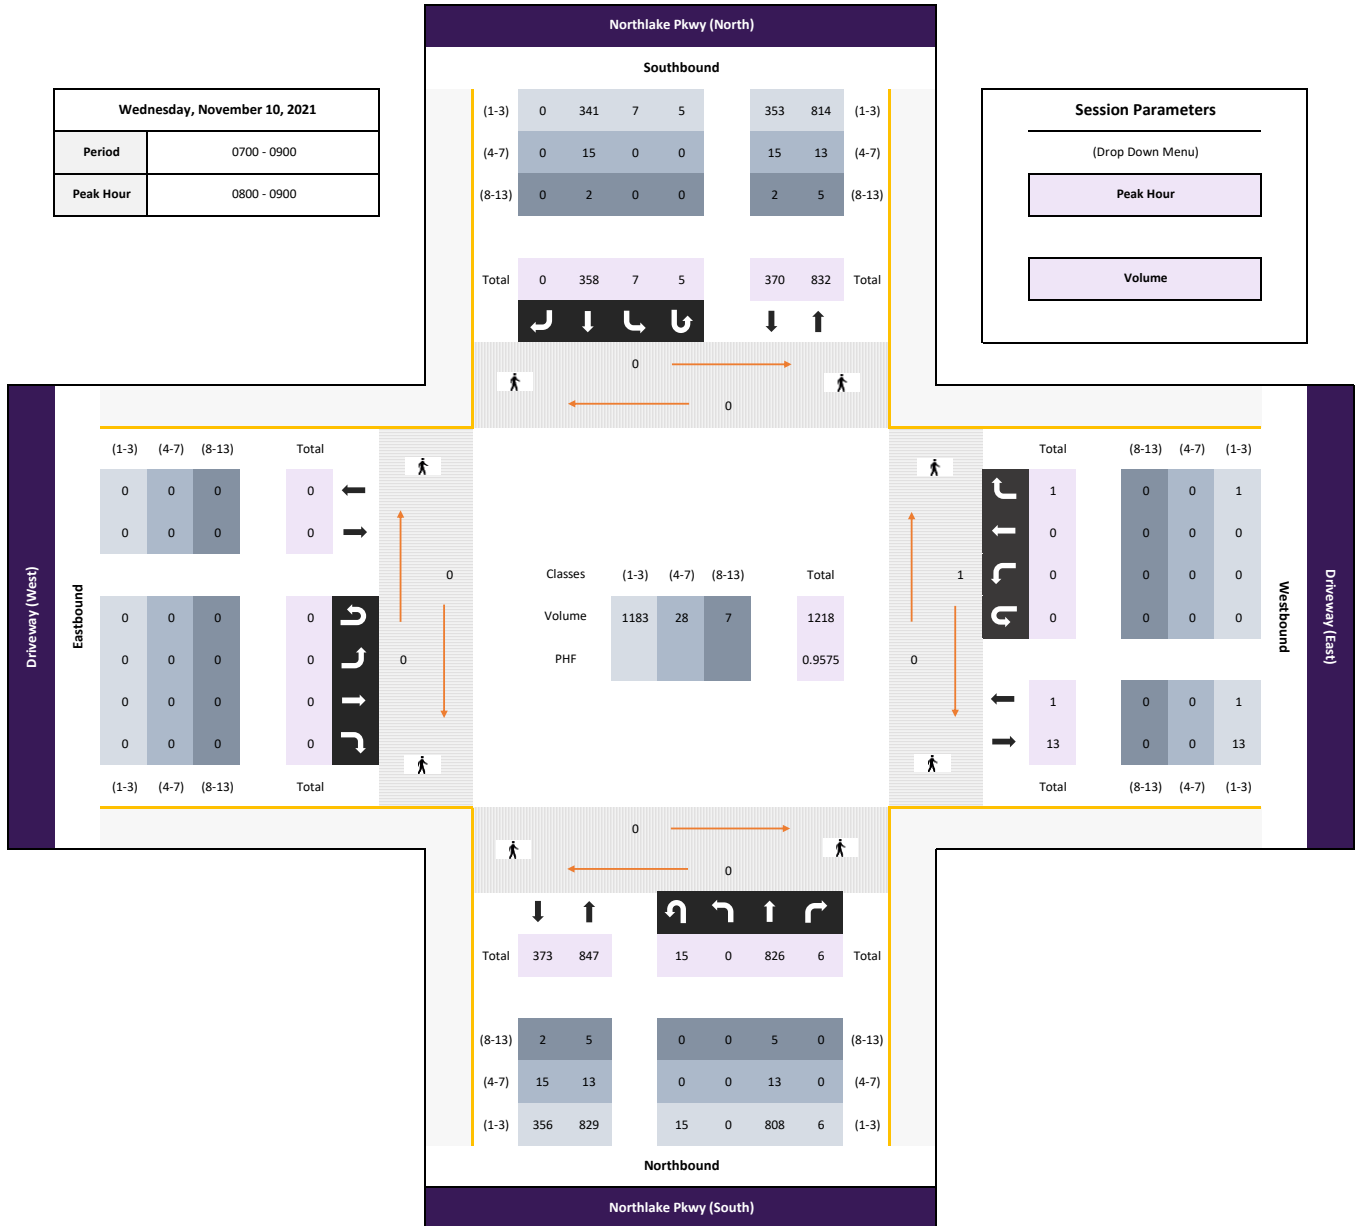 Northlake Pkwy (North)
Southbound
Wednesday, November 10, 2021
Period 0700 - 0900
Peak Hour 0800 - 0900
Session Parameters
(Drop Down Menu)
Peak Hour
Volume
(1-3) 0 341 7 5 353 814 (1-3)
(4-7) 0 15 0 0 15 13 (4-7)
(8-13) 0 2 0 0 2 5 (8-13)
Total 0 358 7 5 370 832 Total
0
0
Driveway (West)
Eastbound
(1-3) (4-7) (8-13) Total
0 0 0 0
0 0 0 0
0 0 0 0
0 0 0 0
0 0 0 0
0 0 0 0
(1-3) (4-7) (8-13) Total
0
0
Classes (1-3) (4-7) (8-13) Total
Volume 1183 28 7 1218
PHF 0.9575
1
0
Total (8-13) (4-7) (1-3)
1 0 0 1
0 0 0 0
0 0 0 0
0 0 0 0
1 0 0 1
13 0 0 13
Total (8-13) (4-7) (1-3)
Westbound
Driveway (East)
0
0
Total 373 847 15 0 826 6 Total
(8-13) 2 5 0 0 5 0 (8-13)
(4-7) 15 13 0 0 13 0 (4-7)
(1-3) 356 829 15 0 808 6 (1-3)
Northbound
Northlake Pkwy (South)